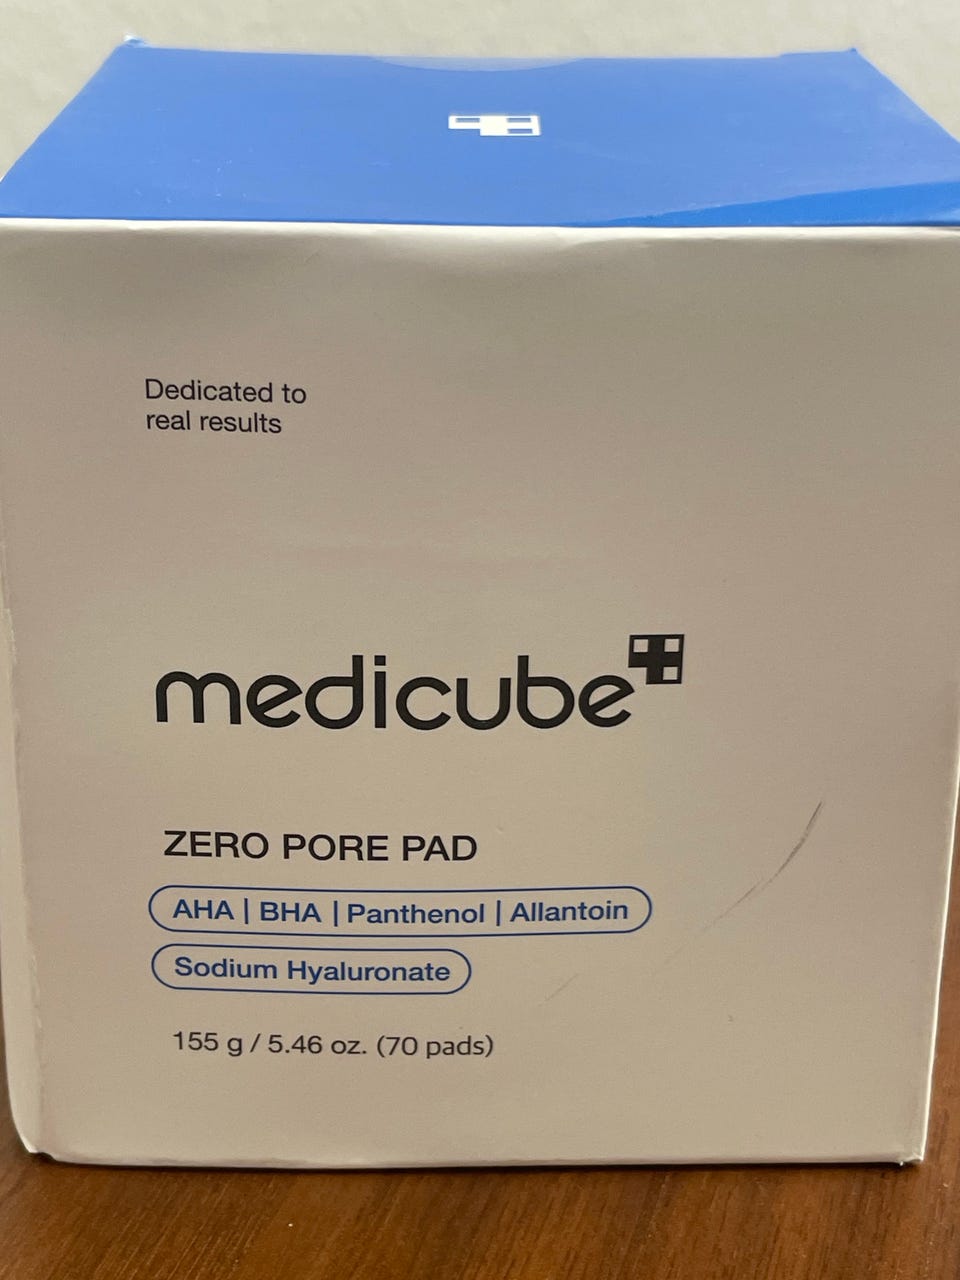 Dedicated to
real results
medicube
ZERO PORE PAD
AHA | BHA | Panthenol | Allantoin
Sodium Hyaluronate
155 g / 5.46 oz. (70 pads)